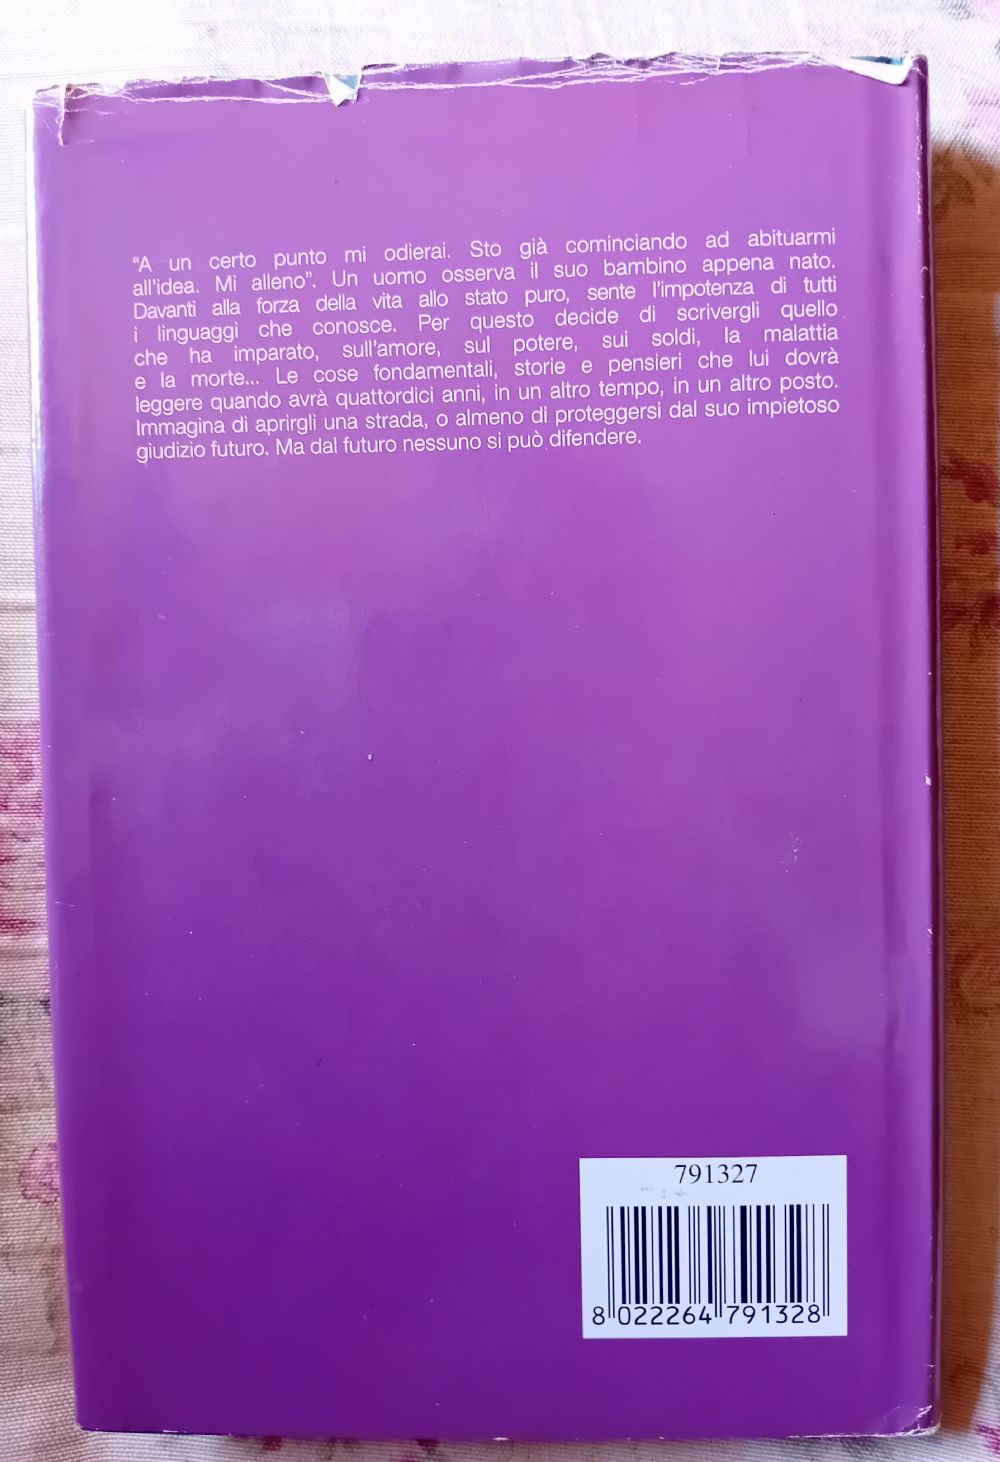 “A un certo punto mi odierai. Sto già cominciando ad abituarmi
all’idea. Mi alleno”. Un uomo osserva il suo bambino appena nato.
Davanti alla forza della vita allo stato puro, sente l’impotenza di tutti
i linguaggi che conosce. Per questo decide di scrivergli quello
che ha imparato, sull’amore, sul potere, sui soldi, la malattia
e la morte... Le cose fondamentali, storie e pensieri che lui dovrà
leggere quando avrà quattordici anni, in un altro tempo, in un altro posto.
Immagina di aprirgli una strada, o almeno di proteggersi dal suo impietoso
giudizio futuro. Ma dal futuro nessuno si può difendere.
791327
8 022264 791328